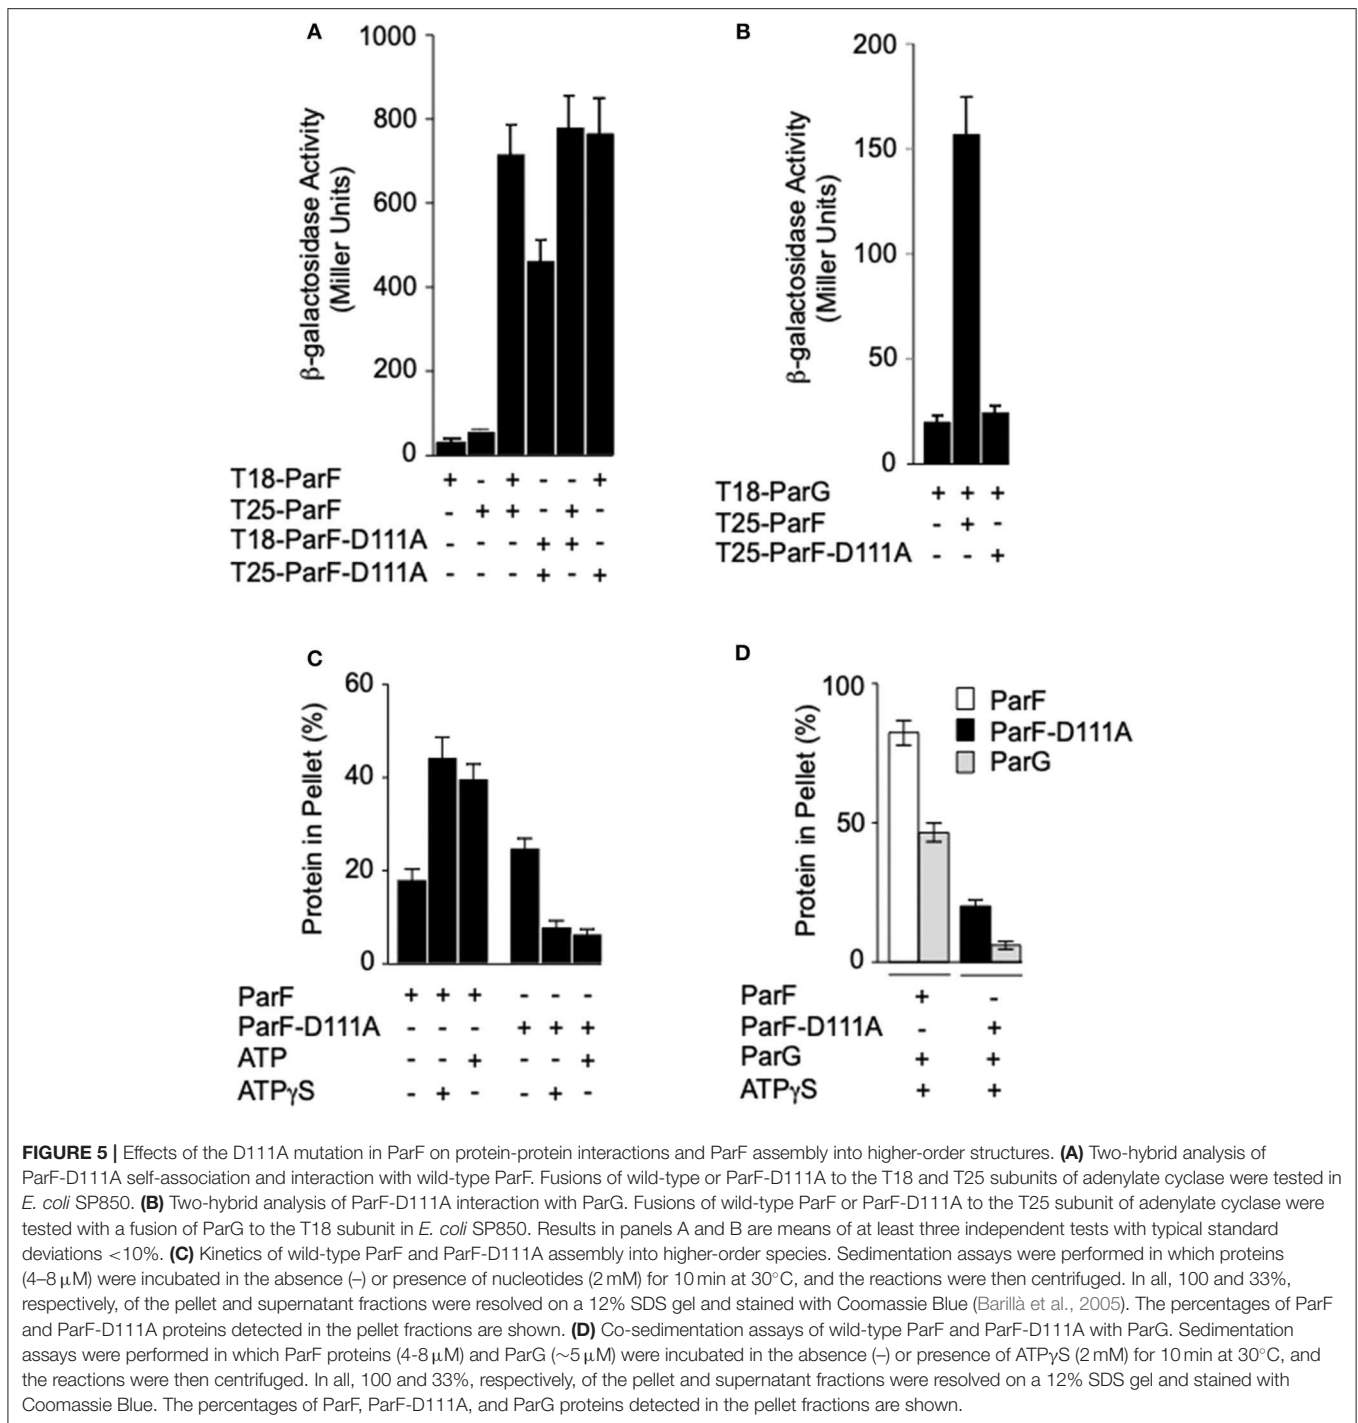 A
1000
800
600
400
200
0
β-galactosidase Activity
(Miller Units)
T18-ParF + - + - - +
T25-ParF - + + - + -
T18-ParF-D111A - - - + + -
T25-ParF-D111A - - - + - +
B
200
150
100
50
0
β-galactosidase Activity
(Miller Units)
T18-ParG + + +
T25-ParF - + -
T25-ParF-D111A - - +
C
60
40
20
0
Protein in Pellet (%)
ParF + + + - - -
ParF-D111A - - - + + +
ATP - - + - - +
ATPγS - + - - + -
D
100
50
0
Protein in Pellet (%)
ParF
ParF-D111A
ParG
ParF + -
ParF-D111A - +
ParG + +
ATPγS + +
FIGURE 5 | Effects of the D111A mutation in ParF on protein-protein interactions and ParF assembly into higher-order structures. (A) Two-hybrid analysis of
ParF-D111A self-association and interaction with wild-type ParF. Fusions of wild-type or ParF-D111A to the T18 and T25 subunits of adenylate cyclase were tested in
E. coli SP850. (B) Two-hybrid analysis of ParF-D111A interaction with ParG. Fusions of wild-type ParF or ParF-D111A to the T25 subunit of adenylate cyclase were
tested with a fusion of ParG to the T18 subunit in E. coli SP850. Results in panels A and B are means of at least three independent tests with typical standard
deviations <10%. (C) Kinetics of wild-type ParF and ParF-D111A assembly into higher-order species. Sedimentation assays were performed in which proteins
(4–8 μM) were incubated in the absence (–) or presence of nucleotides (2 mM) for 10 min at 30°C, and the reactions were then centrifuged. In all, 100 and 33%,
respectively, of the pellet and supernatant fractions were resolved on a 12% SDS gel and stained with Coomassie Blue (Barillà et al., 2005). The percentages of ParF
and ParF-D111A proteins detected in the pellet fractions are shown. (D) Co-sedimentation assays of wild-type ParF and ParF-D111A with ParG. Sedimentation
assays were performed in which ParF proteins (4-8 μM) and ParG (∼5 μM) were incubated in the absence (–) or presence of ATPγS (2 mM) for 10 min at 30°C, and
the reactions were then centrifuged. In all, 100 and 33%, respectively, of the pellet and supernatant fractions were resolved on a 12% SDS gel and stained with
Coomassie Blue. The percentages of ParF, ParF-D111A, and ParG proteins detected in the pellet fractions are shown.